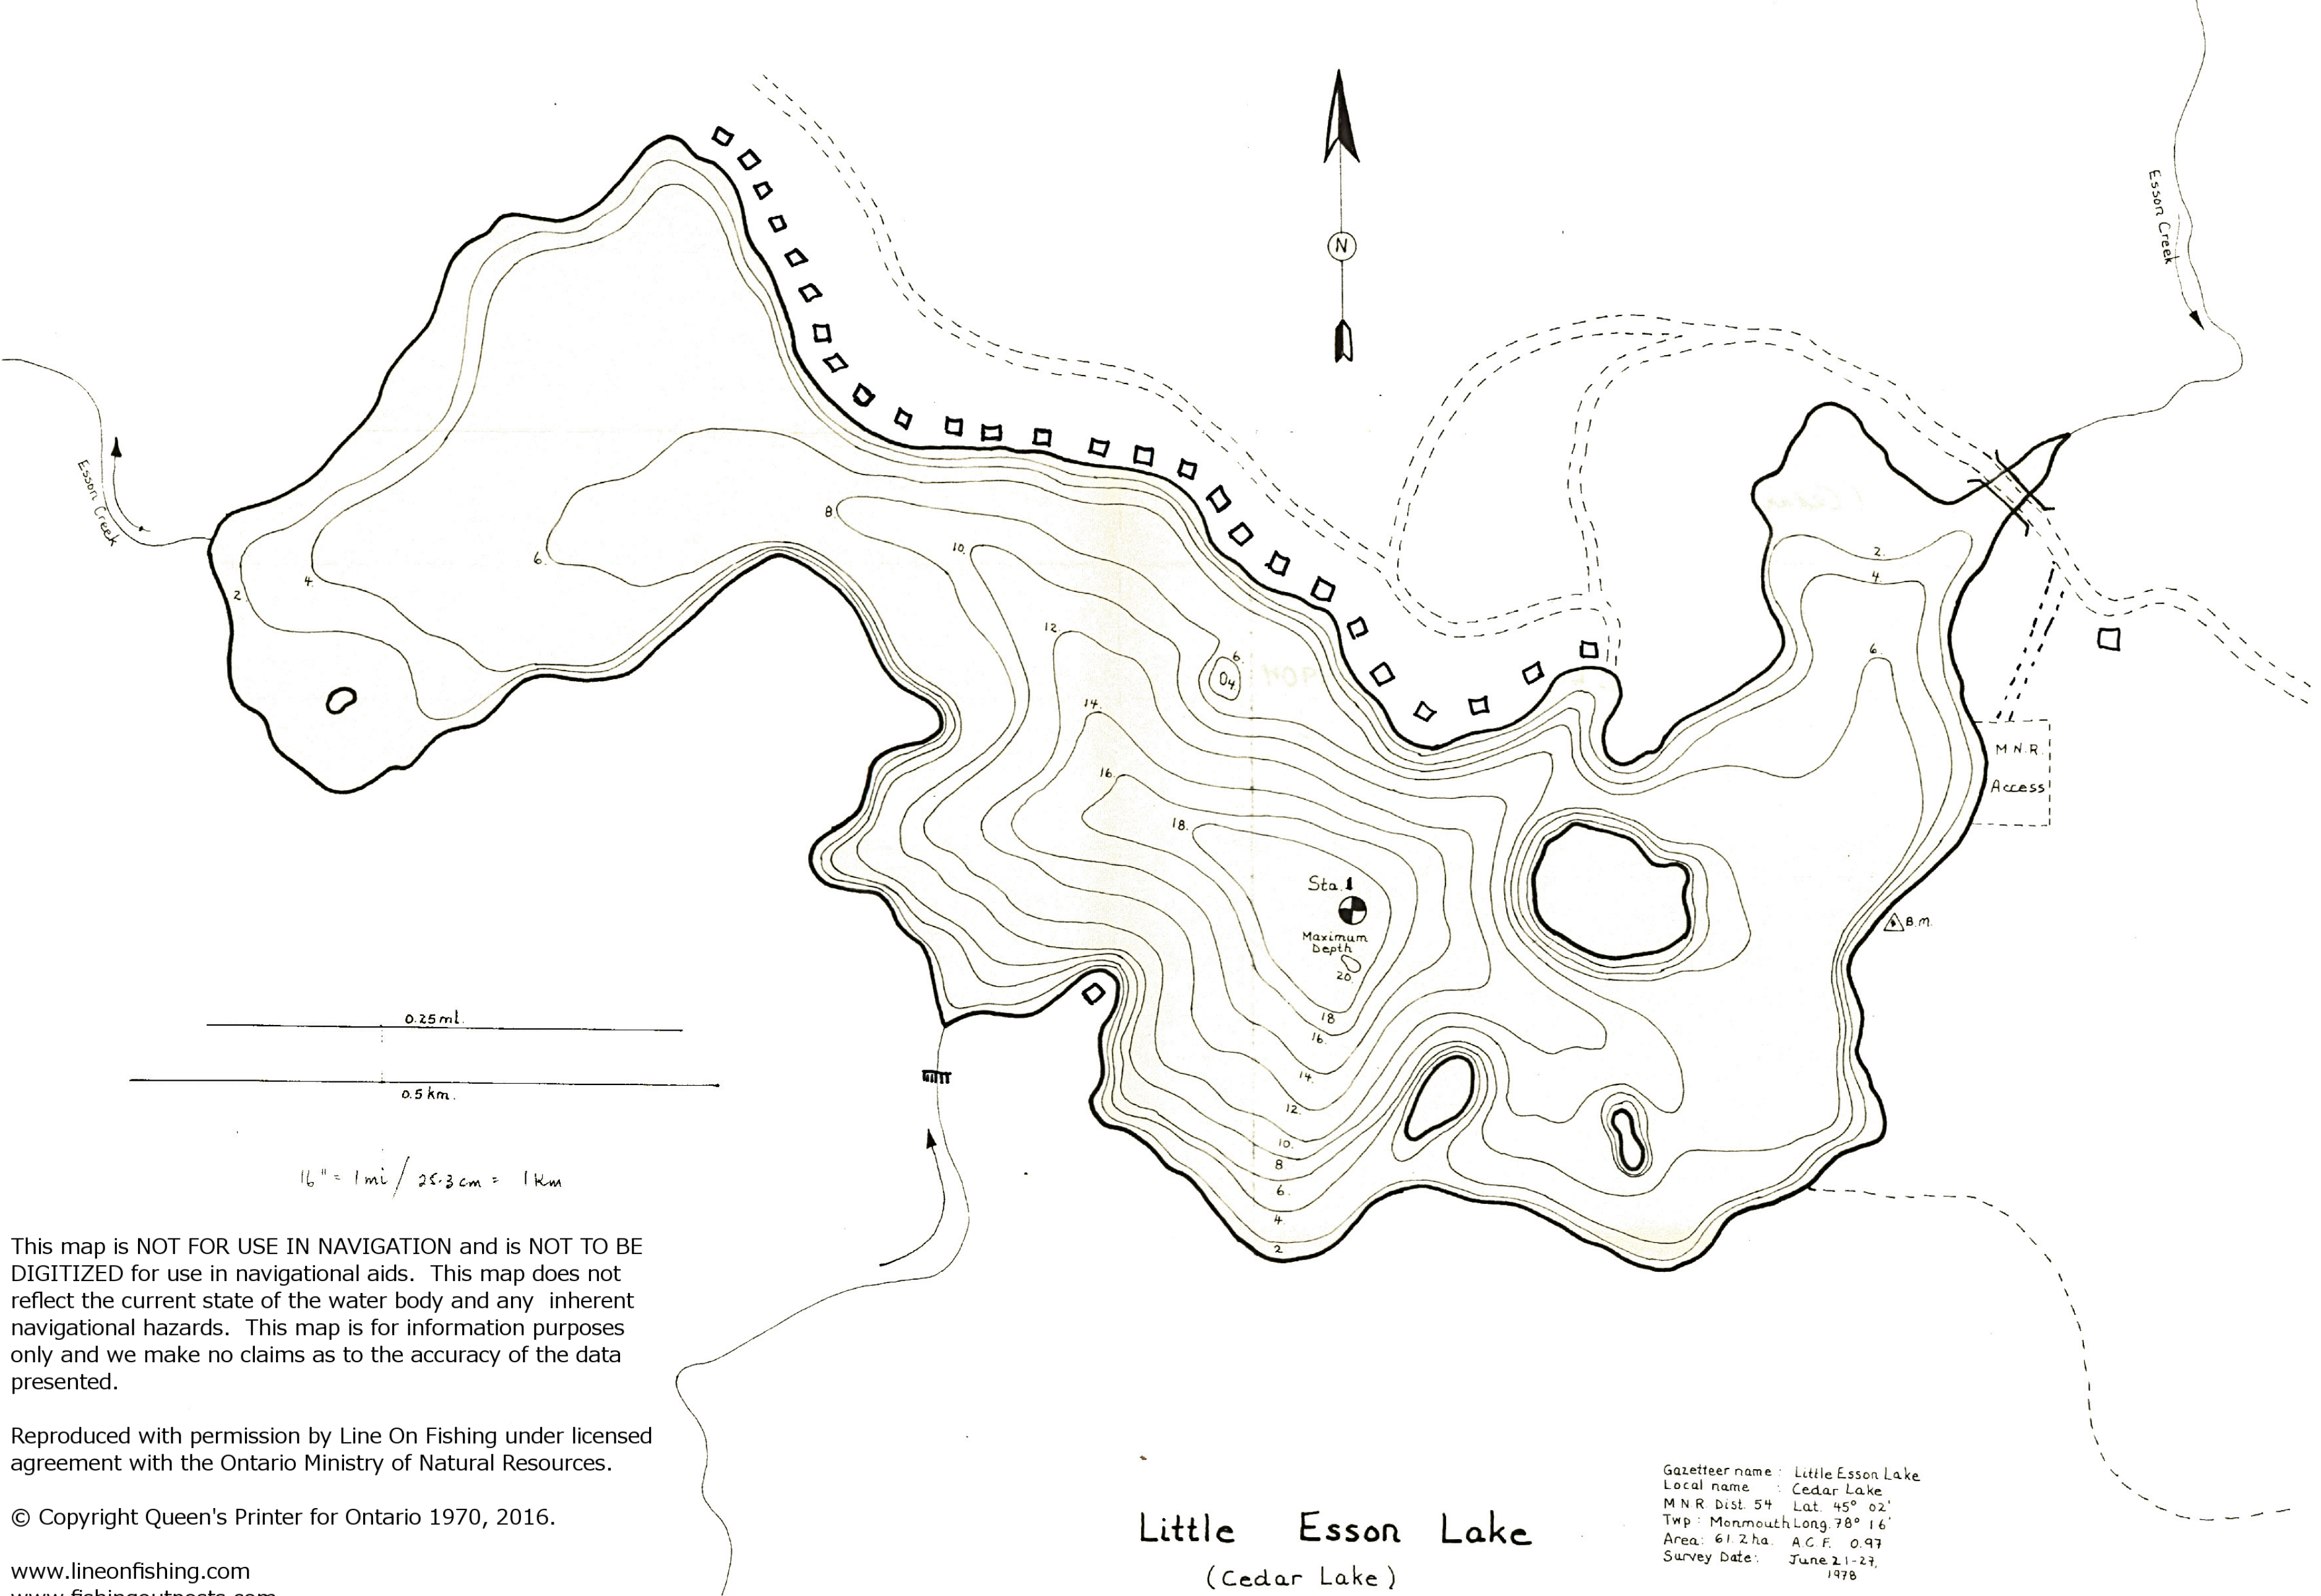 Esson Creek
N
Esson Creek
8.
10.
2.
4.
6.
6.
4.
12.
6.
04
2.
14.
M.N.R.
Access
16.
18.
Sta. 1
B.M.
Maximum
Depth
20.
18
16.
14.
12.
10.
8
6.
4
2
0.25 mi.
0.5 km.
16" = 1 mi / 25.3 cm = 1 km
This map is NOT FOR USE IN NAVIGATION and is NOT TO BE
DIGITIZED for use in navigational aids. This map does not
reflect the current state of the water body and any inherent
navigational hazards. This map is for information purposes
only and we make no claims as to the accuracy of the data
presented.
Reproduced with permission by Line On Fishing under licensed
agreement with the Ontario Ministry of Natural Resources.
© Copyright Queen's Printer for Ontario 1970, 2016.
www.lineonfishing.com
Little Esson Lake
(Cedar Lake)
Gazetteer name : Little Esson Lake
Local name : Cedar Lake
M N R Dist. 54 Lat. 45° 02'
Twp : Monmouth Long. 78° 16'
Area: 61.2 ha. A.C.F. 0.97
Survey Date: June 21-27,
1978